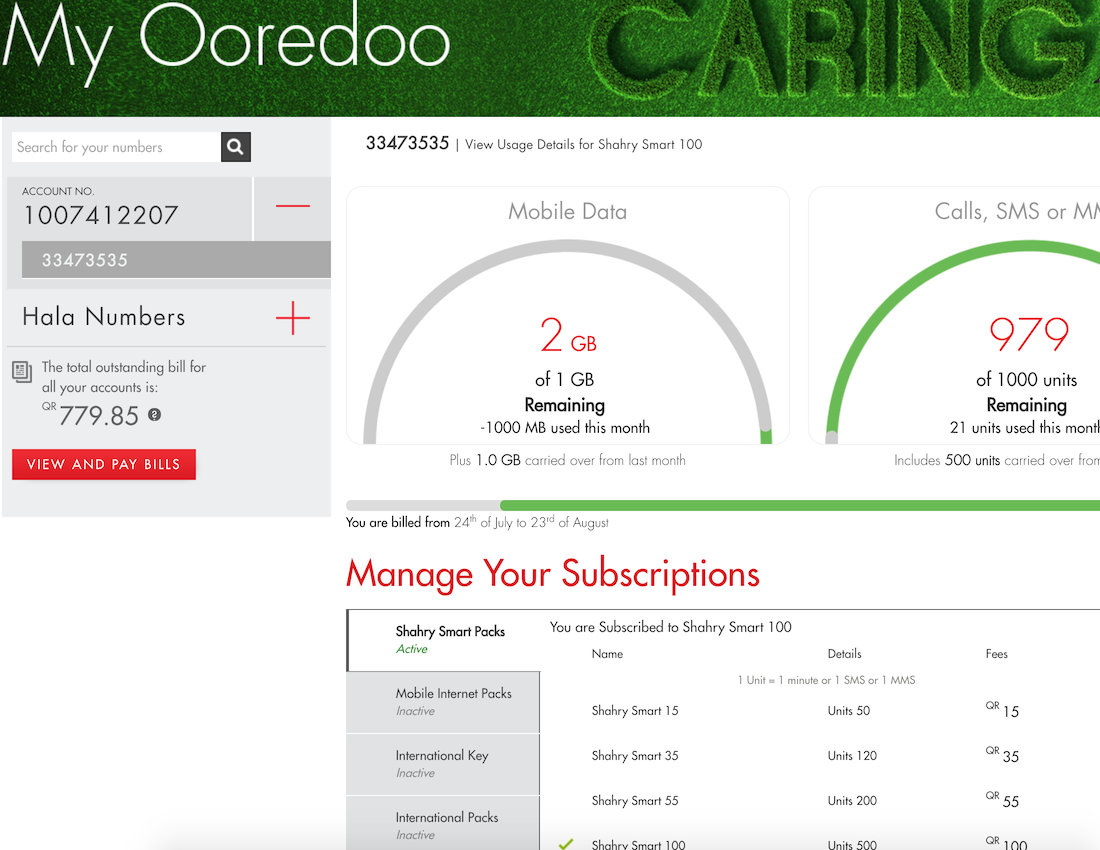 My Ooredoo
CARING
Search for your numbers
ACCOUNT NO.
1007412207
33473535
Hala Numbers
The total outstanding bill for
all your accounts is:
QR 779.85
VIEW AND PAY BILLS
33473535 | View Usage Details for Shahry Smart 100
Mobile Data
2 GB
of 1 GB
Remaining
-1000 MB used this month
Plus 1.0 GB carried over from last month
Calls, SMS or MM
979
of 1000 units
Remaining
21 units used this month
Includes 500 units carried over from
You are billed from 24th of July to 23rd of August
Manage Your Subscriptions
Shahry Smart Packs
Active
Mobile Internet Packs
Inactive
International Key
Inactive
International Packs
Inactive
You are Subscribed to Shahry Smart 100
Name Details Fees
1 Unit = 1 minute or 1 SMS or 1 MMS
Shahry Smart 15 Units 50 QR 15
Shahry Smart 35 Units 120 QR 35
Shahry Smart 55 Units 200 QR 55
Shahry Smart 100 Units 500 QR 100